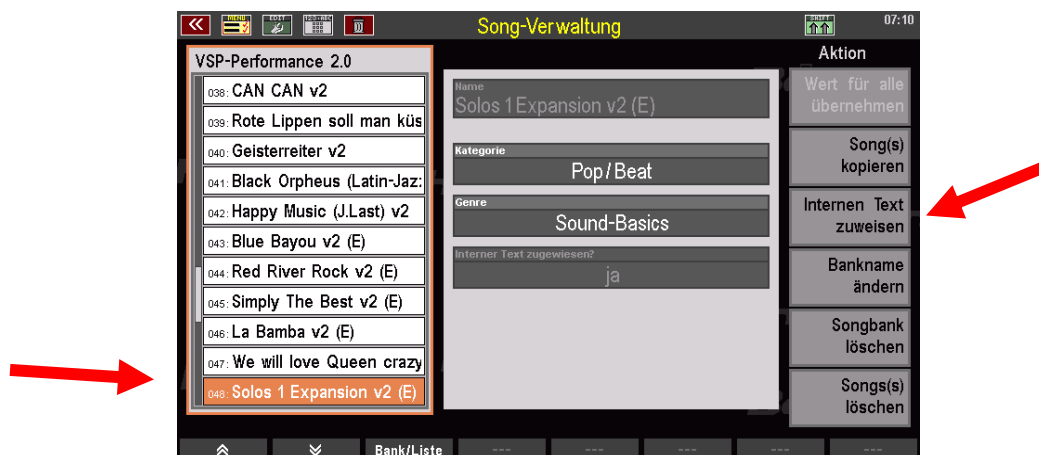 MENU
EDIT
Song-Verwaltung
SHIFT
07:10
VSP-Performance 2.0
038: CAN CAN v2
039: Rote Lippen soll man küs
040: Geisterreiter v2
041: Black Orpheus (Latin-Jaz:
042: Happy Music (J.Last) v2
043: Blue Bayou v2 (E)
044: Red River Rock v2 (E)
045: Simply The Best v2 (E)
046: La Bamba v2 (E)
047: We will love Queen crazy
048: Solos 1 Expansion v2 (E)
Name
Solos 1 Expansion v2 (E)
Kategorie
Pop/Beat
Genre
Sound-Basics
Interner Text zugewiesen?
ja
Aktion
Wert für alle
übernehmen
Song(s)
kopieren
Internen Text
zuweisen
Bankname
ändern
Songbank
löschen
Songs(s)
löschen
Bank/Liste
---
---
---
---
---